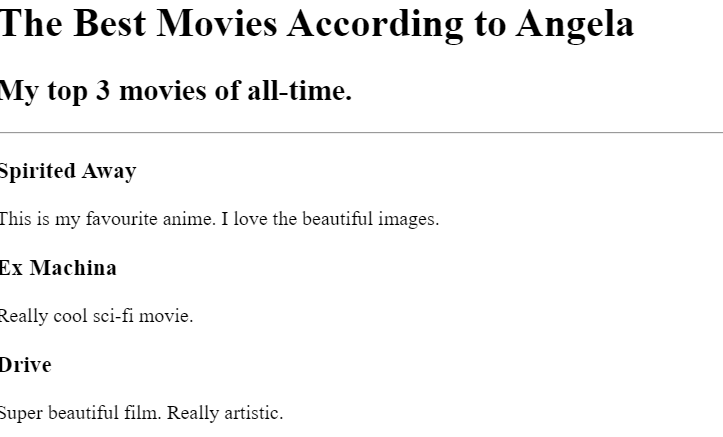 The Best Movies According to Angela
My top 3 movies of all-time.
Spirited Away
This is my favourite anime. I love the beautiful images.
Ex Machina
Really cool sci-fi movie.
Drive
Super beautiful film. Really artistic.